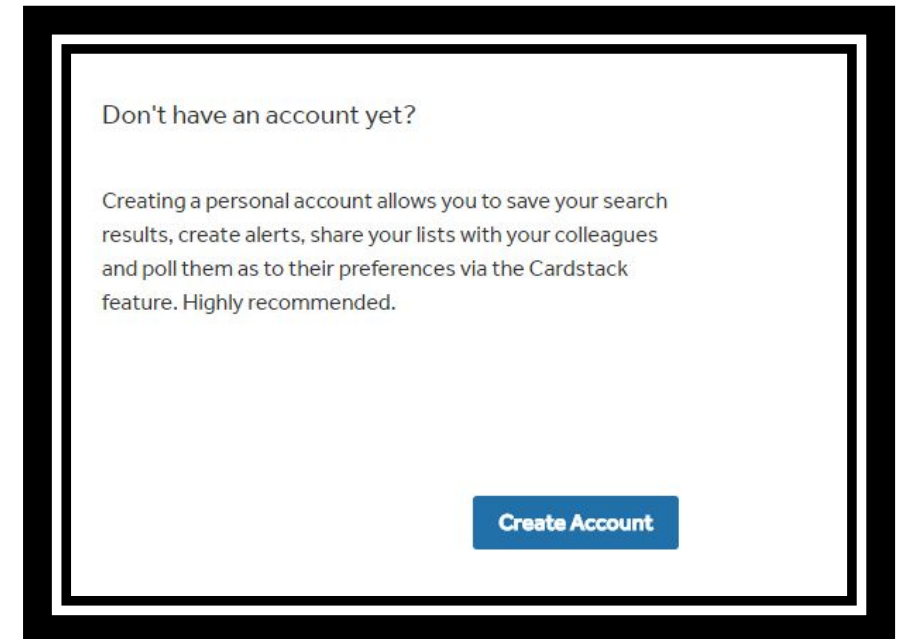 Don't have an account yet?
Creating a personal account allows you to save your search
results, create alerts, share your lists with your colleagues
and poll them as to their preferences via the Cardstack
feature. Highly recommended.
Create Account